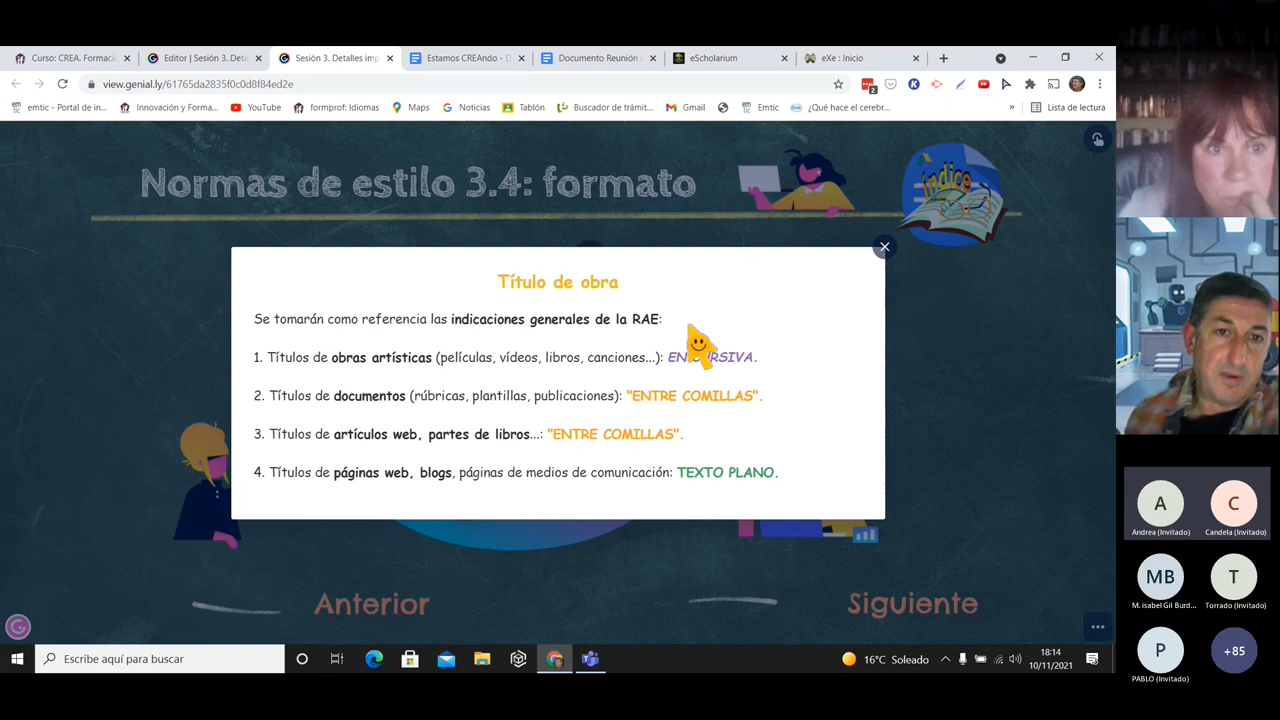 Curso: CREA. Formació
Editor | Sesión 3. Deta
Sesión 3. Detalles imp
Estamos CREAndo - D
Documento Reunión
eScholarium
eXe : Inicio
view.genial.ly/61765da2835f0c0d8f84ed2e
2
emtic - Portal de in...
Innovación y Forma...
YouTube
formprof: Idiomas
Maps
Noticias
Tablón
Buscador de trámit...
Gmail
Emtic
¿Qué hace el cerebr...
»
Lista de lectura
Normas de estilo 3.4: formato
índice
Título de obra
Se tomarán como referencia las indicaciones generales de la RAE:
1. Títulos de obras artísticas (películas, vídeos, libros, canciones...):
2. Títulos de documentos (rúbricas, plantillas, publicaciones): "ENTRE COMILLAS".
3. Títulos de artículos web, partes de libros...: "ENTRE COMILLAS".
4. Títulos de páginas web, blogs, páginas de medios de comunicación: TEXTO PLANO.
Anterior
Siguiente
A
Andrea (Invitado)
C
Candela (Invitado)
MB
M. isabel Gil Burd...
T
Torrado (Invitado)
P
PABLO (Invitado)
+85
Escribe aquí para buscar
16°C Soleado
18:14
10/11/2021